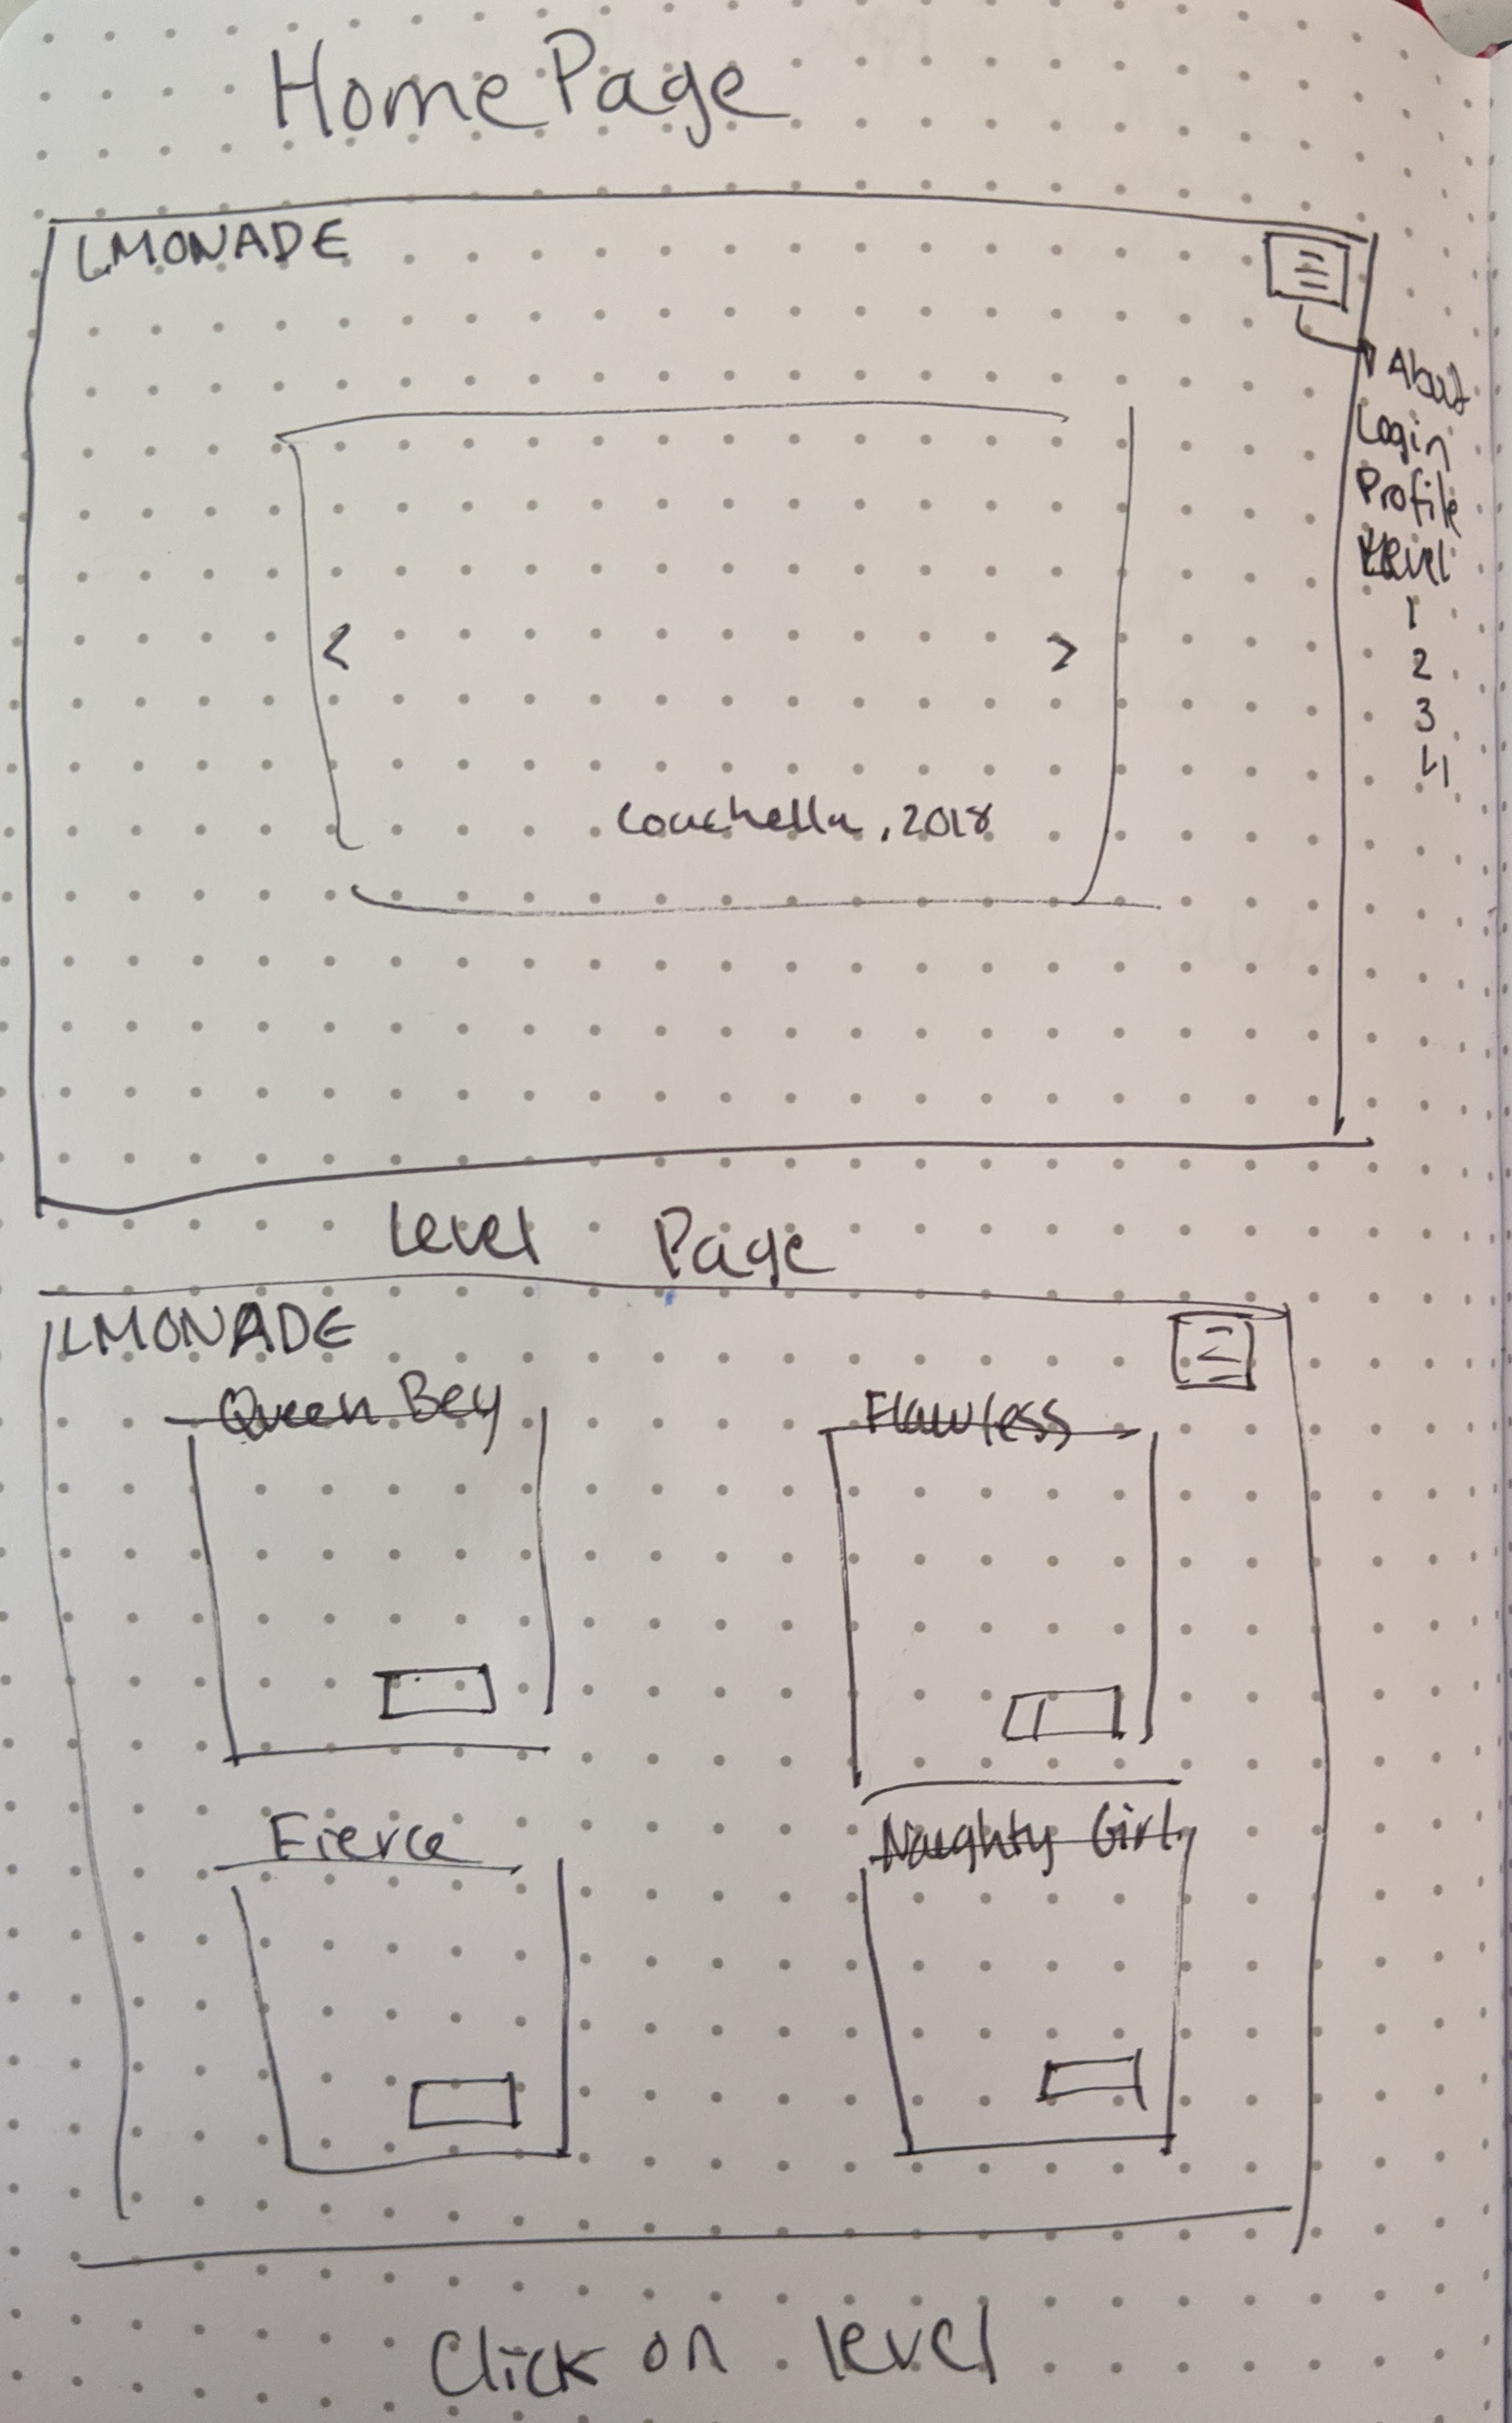 Home Page
LMONADE
About
Login
Profile
Level
1
2
3
4
<
>
Coachella, 2018
Level Page
LMONADE
Queen Bey
Flawless
Fierce
Naughty Girl
Click on level